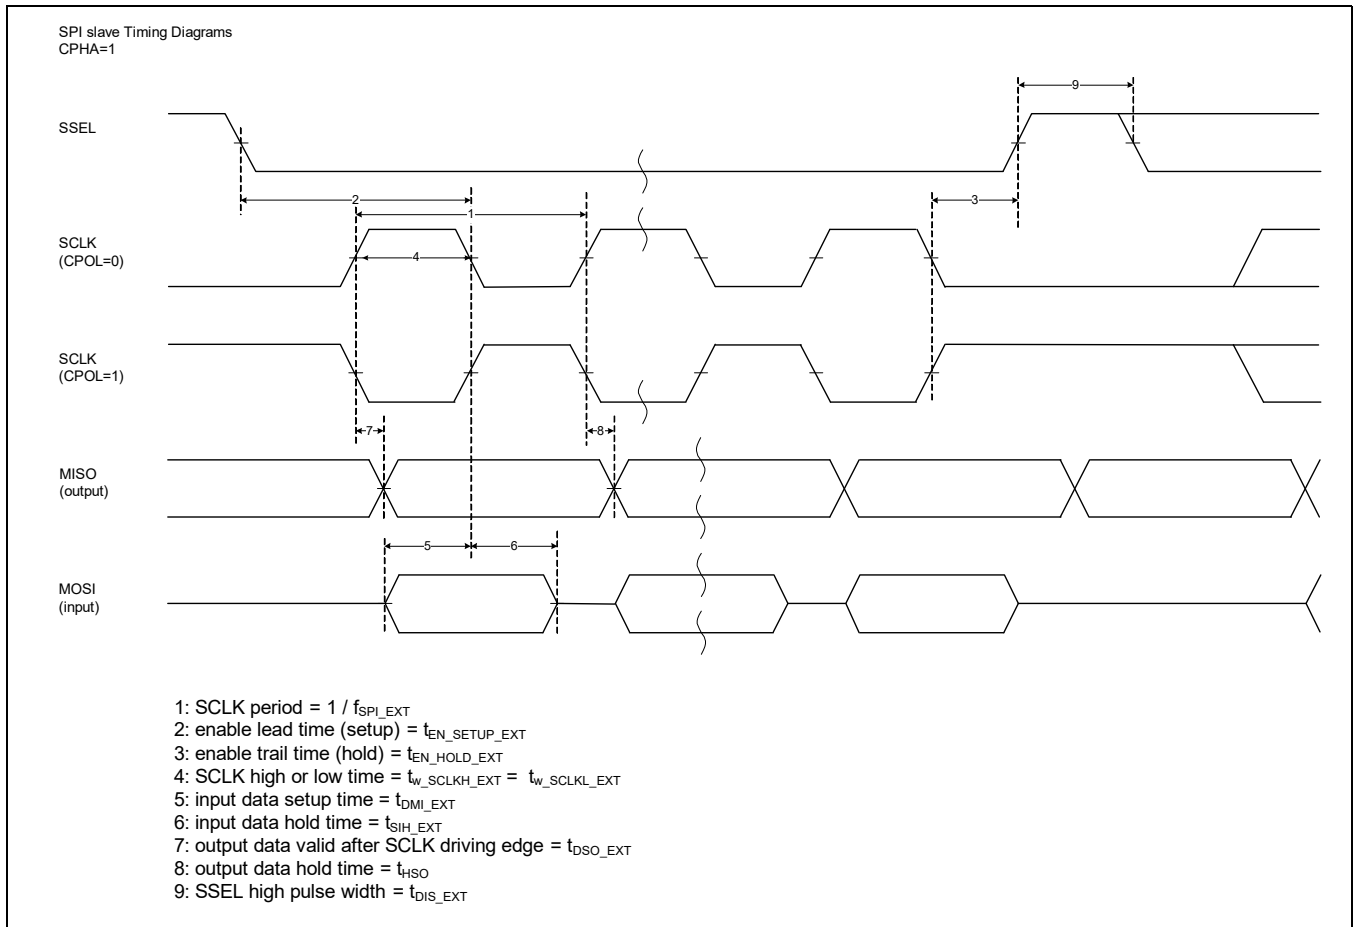 SPI slave Timing Diagrams
CPHA=1
9
SSEL
2
1
3
SCLK
(CPOL=0)
4
SCLK
(CPOL=1)
7
8
MISO
(output)
5
6
MOSI
(input)
1: SCLK period = 1 / fSPI_EXT
2: enable lead time (setup) = tEN_SETUP_EXT
3: enable trail time (hold) = tEN_HOLD_EXT
4: SCLK high or low time = tw_SCLKH_EXT = tw_SCLKL_EXT
5: input data setup time = tDMI_EXT
6: input data hold time = tSIH_EXT
7: output data valid after SCLK driving edge = tDSO_EXT
8: output data hold time = tHSO
9: SSEL high pulse width = tDIS_EXT